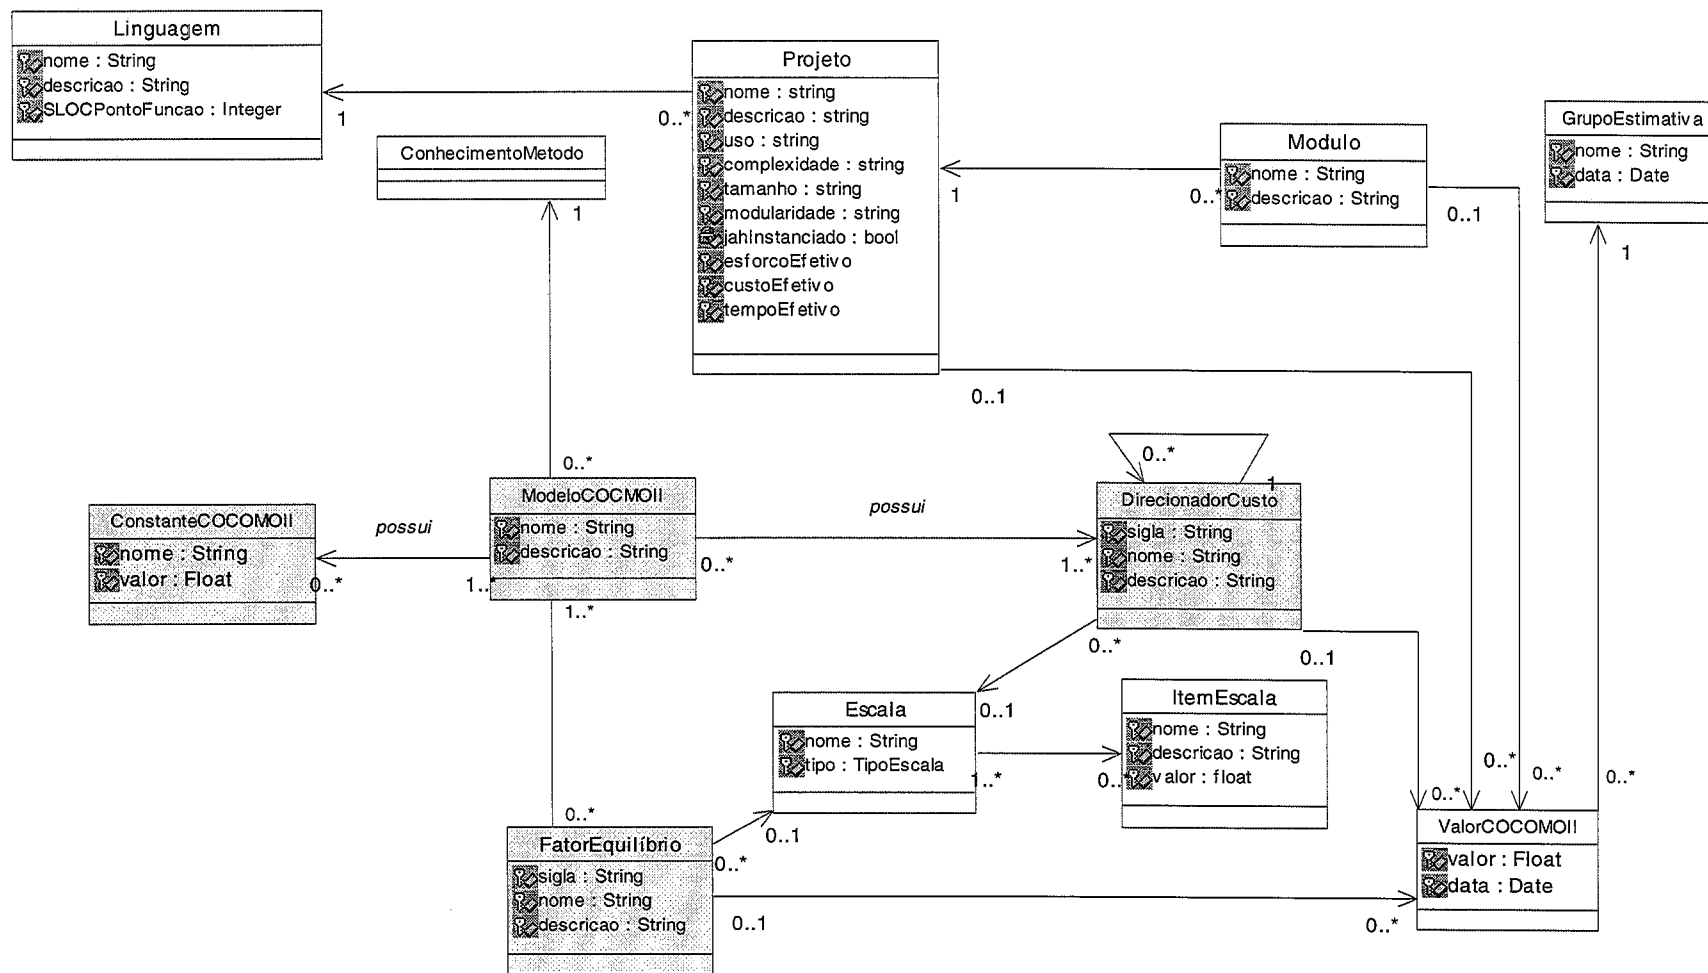 Linguagem
nome : String
descricao : String
SLOCPontoFuncao : Integer
1
0..*
ConhecimentoMetodo
1
Projeto
nome : string
descricao : string
uso : string
complexidade : string
tamanho : string
modularidade : string
jahInstanciado : bool
esforcoEfetivo
custoEfetivo
tempoEfetivo
1
0..*
0..1
Modulo
nome : String
descricao : String
0..1
GrupoEstimativa
nome : String
data : Date
1
0..*
ModeloCOCMOII
nome : String
descricao : String
possui
0..*
1..
1..*
ConstanteCOCOMOII
nome : String
valor : Float
possui
0..*
1..*
0..*
1
DirecionadorCusto
sigla : String
nome : String
descricao : String
0..*
0..1
0..1
Escala
nome : String
tipo : TipoEscala
1..*
0..
ItemEscala
nome : String
descricao : String
valor : float
0..*
0..1
0..*
FatorEquilíbrio
sigla : String
nome : String
descricao : String
0..1
0..*
0..*
0..*
0..*
0..*
ValorCOCOMOII
valor : Float
data : Date